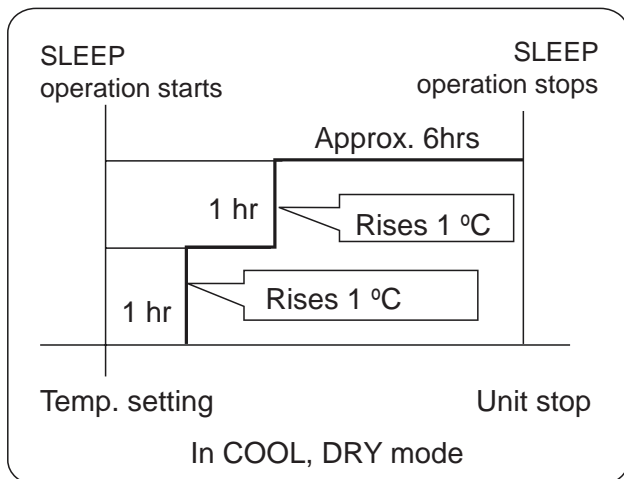 SLEEP
operation starts
SLEEP
operation stops
Approx. 6hrs
1 hr
Rises 1 ºC
1 hr
Rises 1 ºC
Temp. setting
Unit stop
In COOL, DRY mode